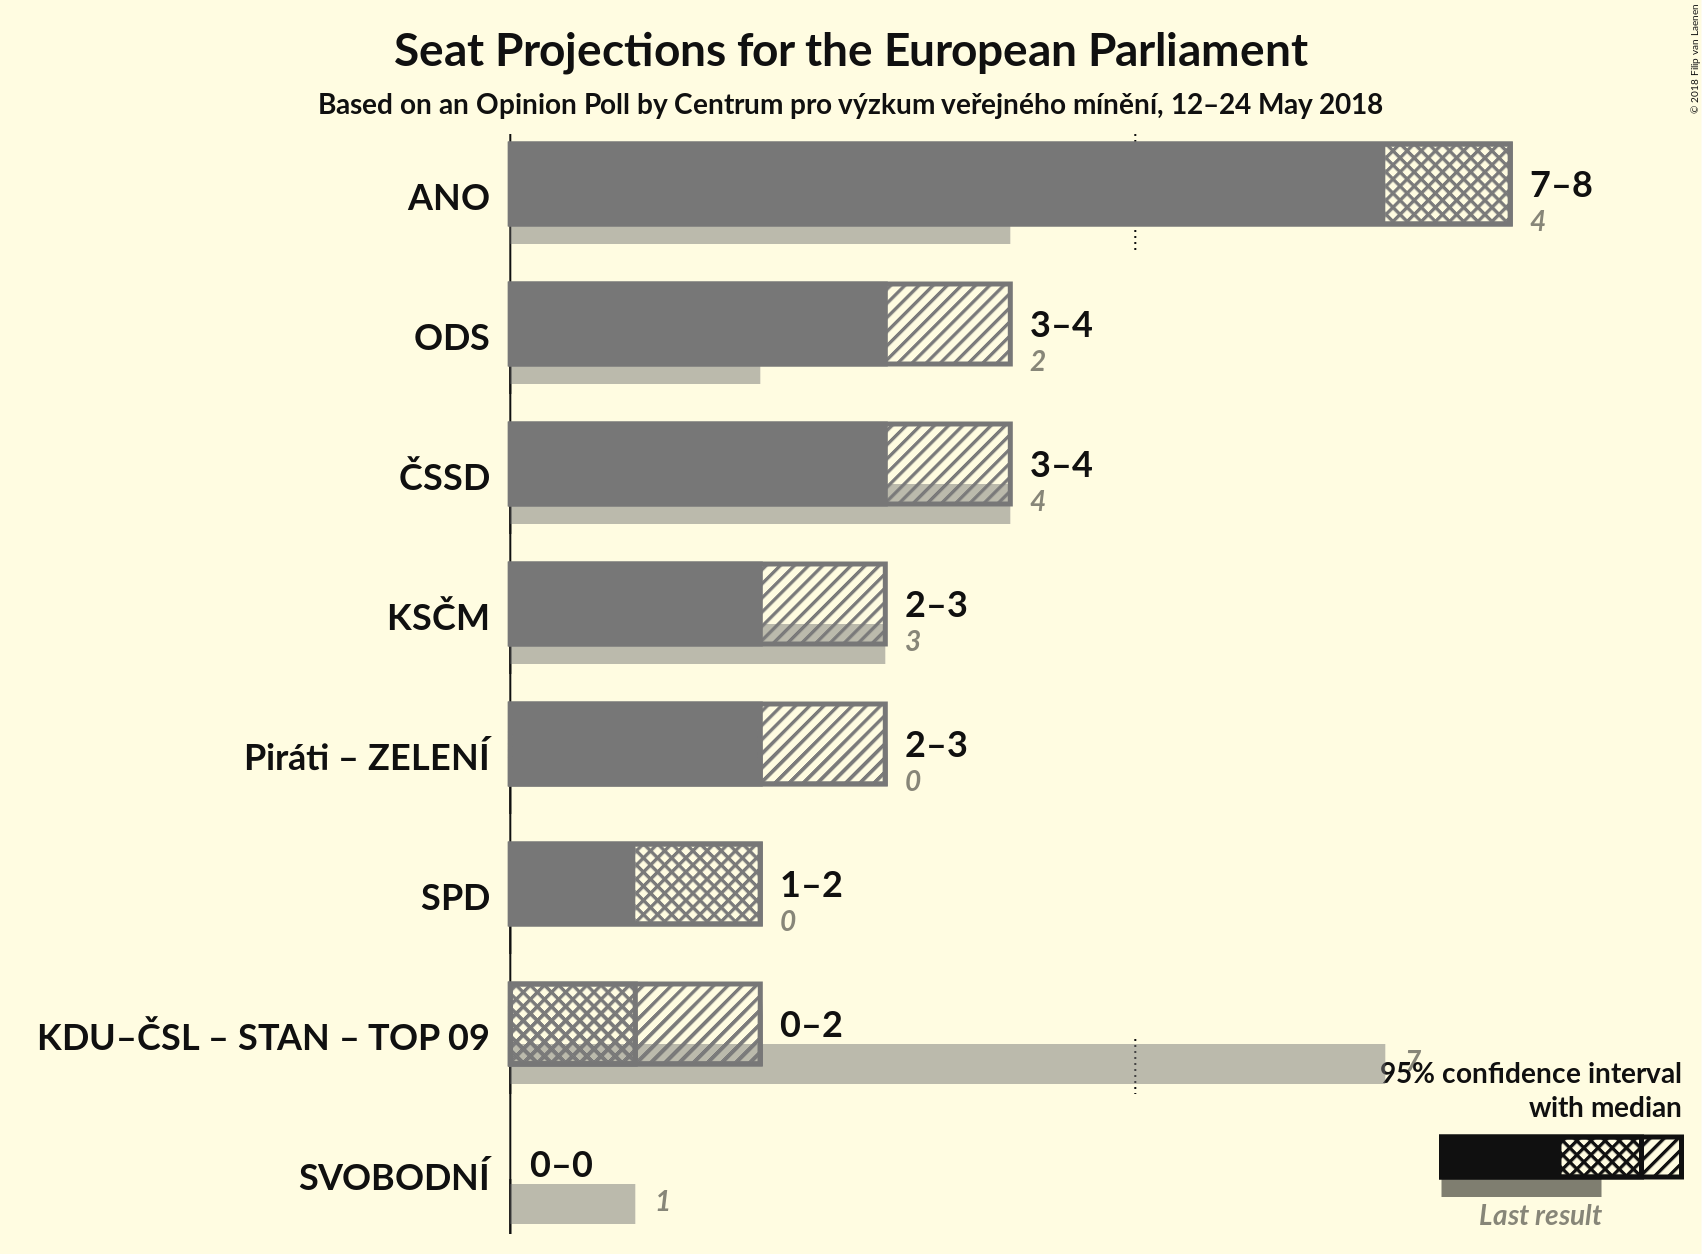 Seat Projections for the European Parliament
Based on an Opinion Poll by Centrum pro výzkum veřejného mínění, 12–24 May 2018
© 2018 Filip van Laenen
ANO
7–8
4
ODS
3–4
2
ČSSD
3–4
4
KSČM
2–3
3
Piráti – ZELENÍ
2–3
0
SPD
1–2
0
KDU–ČSL – STAN – TOP 09
0–2
7
SVOBODNÍ
0–0
1
95% confidence interval
with median
Last result